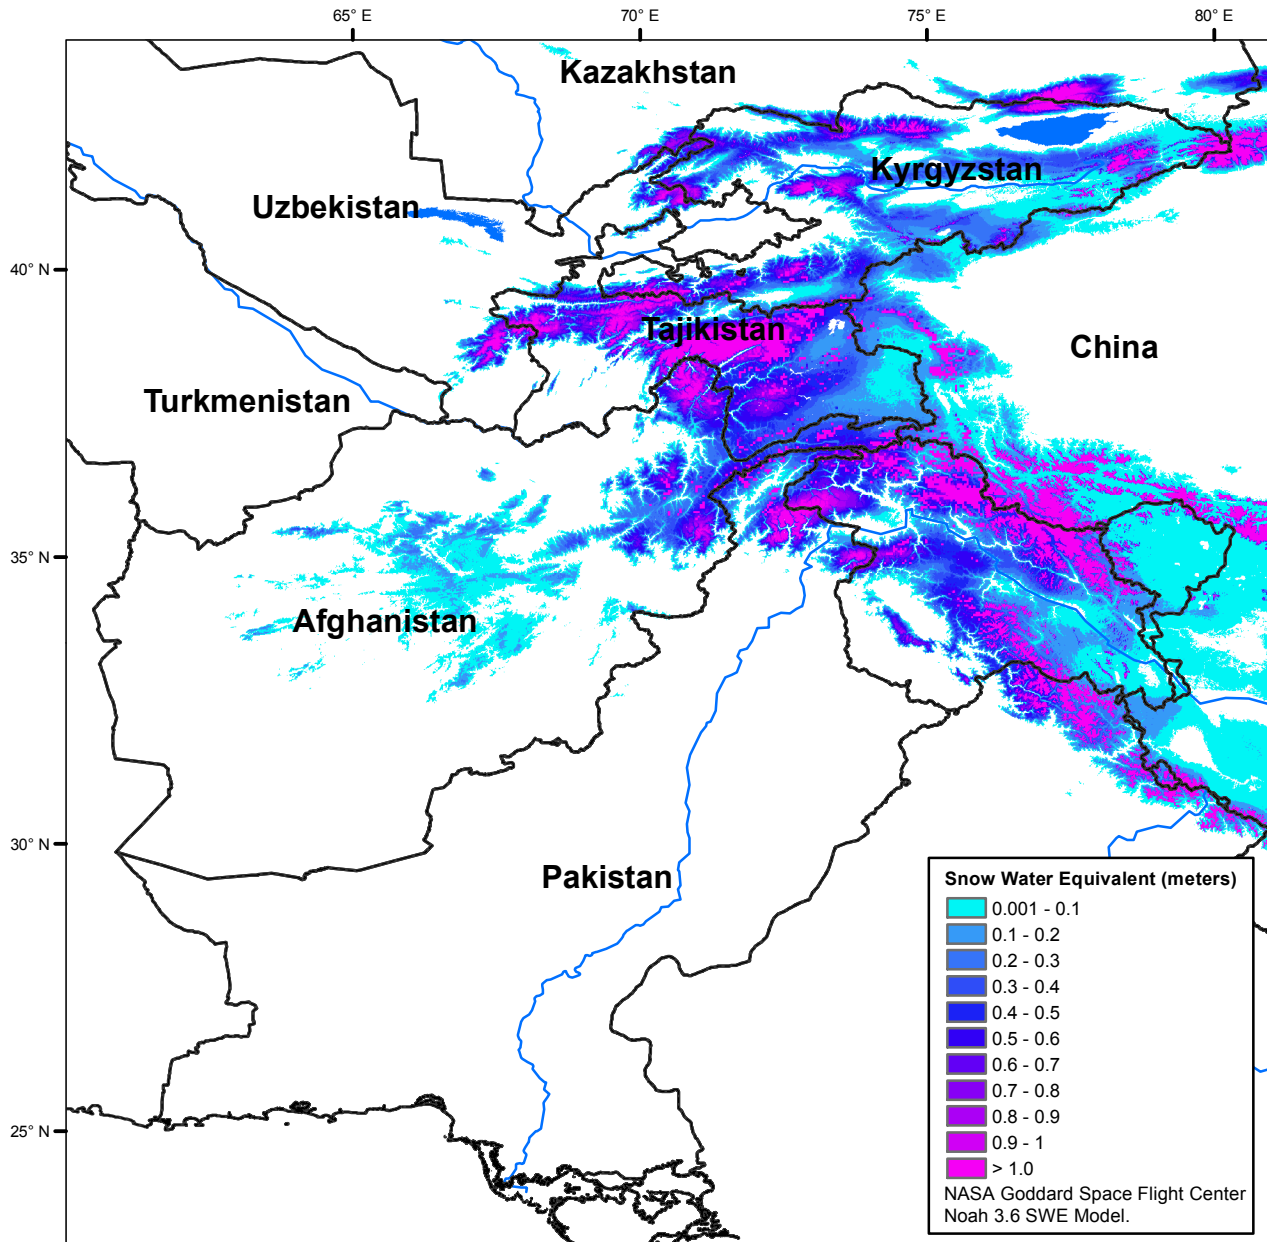 65° E
70° E
75° E
80° E
Kazakhstan
Kyrgyzstan
Uzbekistan
40° N
Tajikistan
China
Turkmenistan
35° N
Afghanistan
30° N
Pakistan
25° N
Snow Water Equivalent (meters)
0.001 - 0.1
0.1 - 0.2
0.2 - 0.3
0.3 - 0.4
0.4 - 0.5
0.5 - 0.6
0.6 - 0.7
0.7 - 0.8
0.8 - 0.9
0.9 - 1
> 1.0
NASA Goddard Space Flight Center
Noah 3.6 SWE Model.